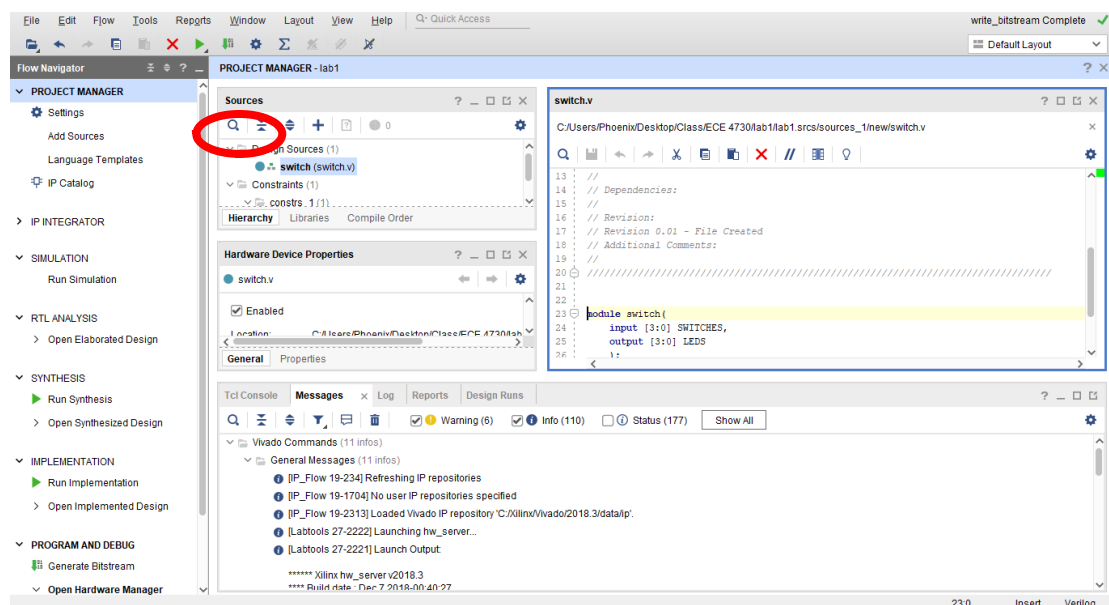 File Edit Flow Tools Reports Window Layout View Help Q- Quick Access write_bitstream Complete
Default Layout
Flow Navigator
PROJECT MANAGER
Settings
Add Sources
Language Templates
IP Catalog
IP INTEGRATOR
SIMULATION
Run Simulation
RTL ANALYSIS
Open Elaborated Design
SYNTHESIS
Run Synthesis
Open Synthesized Design
IMPLEMENTATION
Run Implementation
Open Implemented Design
PROGRAM AND DEBUG
Generate Bitstream
Open Hardware Manager
PROJECT MANAGER - lab1
Sources
0
Design Sources (1)
switch (switch.v)
Constraints (1)
constrs_1 (1)
Hierarchy Libraries Compile Order
Hardware Device Properties
switch.v
Enabled
Location: C:/Users/Phoenix/Desktop/Class/ECE 4730/lab
General Properties
switch.v
C:/Users/Phoenix/Desktop/Class/ECE 4730/lab1/lab1.srcs/sources_1/new/switch.v
13 //
14 // Dependencies:
15 //
16 // Revision:
17 // Revision 0.01 - File Created
18 // Additional Comments:
19 //
20 //////////////////////////////////////////////////////////////////////////////////
21
22
23 module switch(
24 input [3:0] SWITCHES,
25 output [3:0] LEDS
26 );
Tcl Console Messages Log Reports Design Runs
Warning (6) Info (110) Status (177) Show All
Vivado Commands (11 infos)
General Messages (11 infos)
[IP_Flow 19-234] Refreshing IP repositories
[IP_Flow 19-1704] No user IP repositories specified
[IP_Flow 19-2313] Loaded Vivado IP repository 'C:/Xilinx/Vivado/2018.3/data/ip'.
[Labtools 27-2222] Launching hw_server...
[Labtools 27-2221] Launch Output:
****** Xilinx hw_server v2018.3
**** Build date : Dec 7 2018-00:40:27
23:0 Insert Verilog